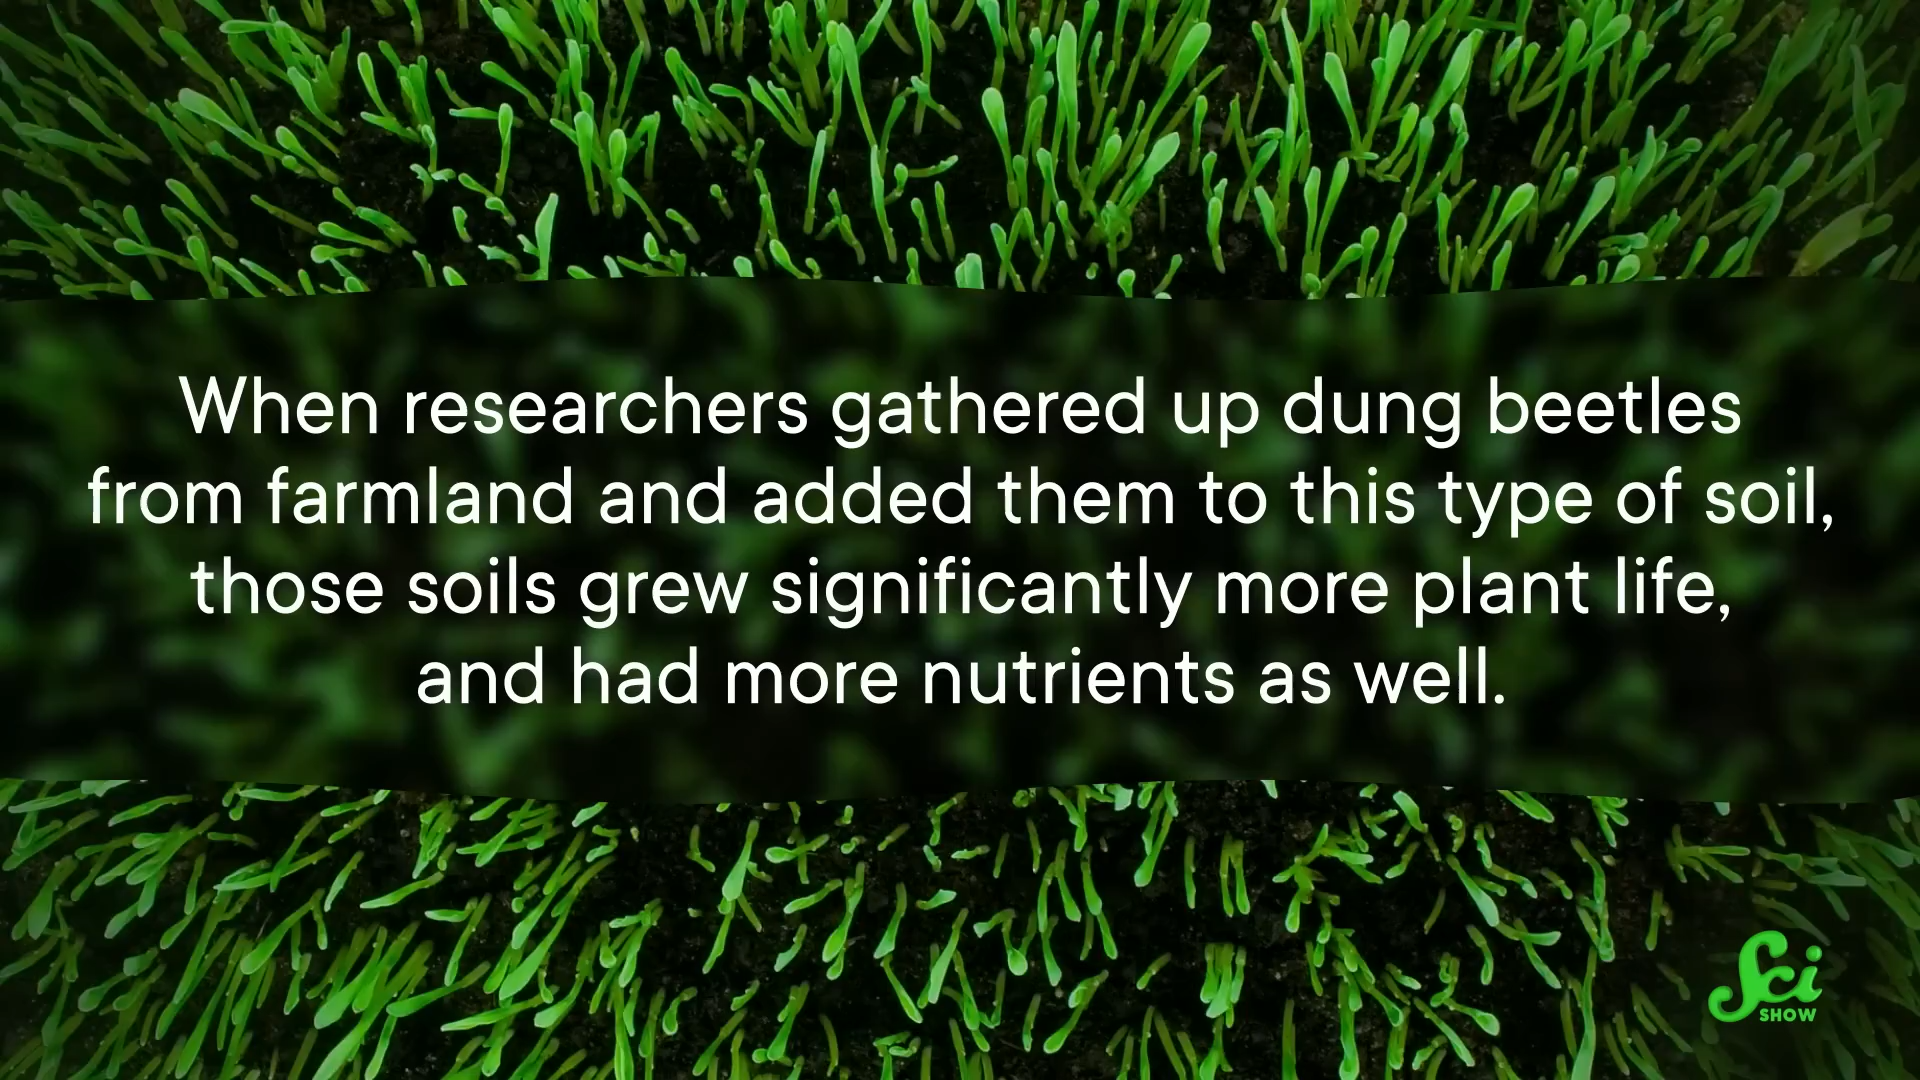 When researchers gathered up dung beetles
from farmland and added them to this type of soil,
those soils grew significantly more plant life,
and had more nutrients as well.
Sci
SHOW